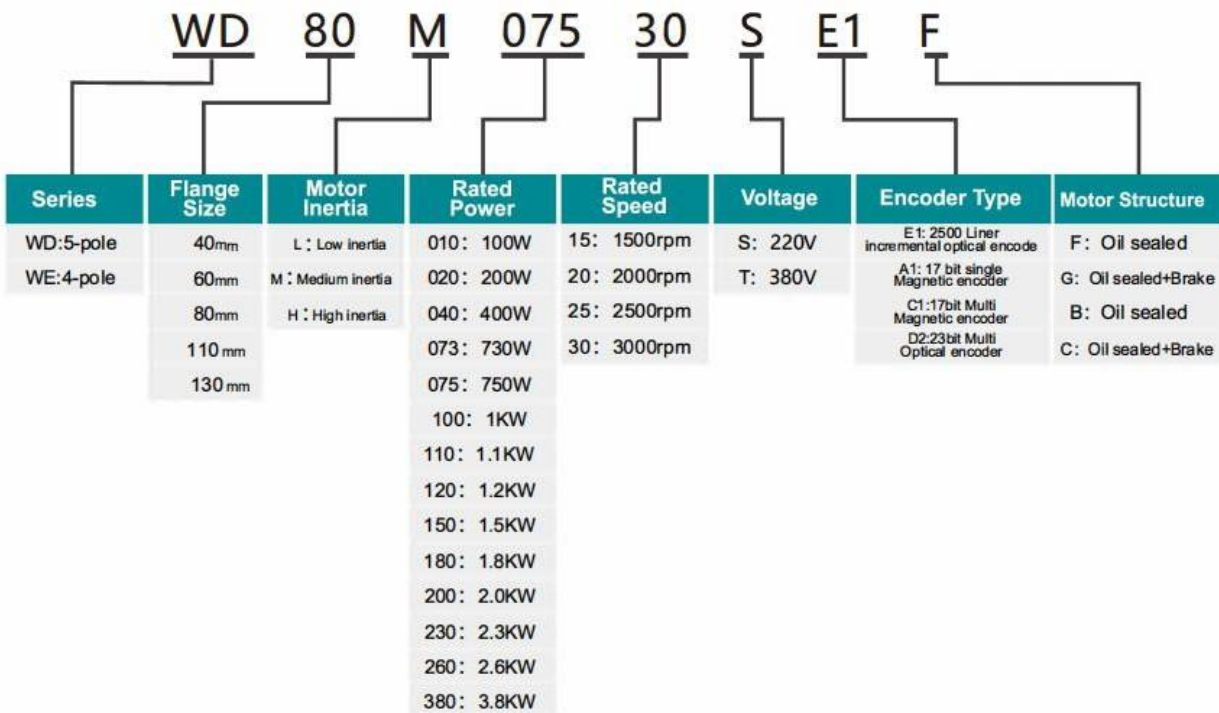 WD 80 M 075 30 S E1 F
Series
WD:5-pole
WE:4-pole
Flange
Size
40mm
60mm
80mm
110 mm
130 mm
Motor
Inertia
L：Low inertia
M：Medium inertia
H：High inertia
Rated
Power
010：100W
020：200W
040：400W
073：730W
075：750W
100：1KW
110：1.1KW
120：1.2KW
150：1.5KW
180：1.8KW
200：2.0KW
230：2.3KW
260：2.6KW
380：3.8KW
Rated
Speed
15：1500rpm
20：2000rpm
25：2500rpm
30：3000rpm
Voltage
S：220V
T：380V
Encoder Type
E1: 2500 Liner
incremental optical encode
A1: 17 bit single
Magnetic encoder
C1:17bit Multi
Magnetic encoder
D2:23bit Multi
Optical encoder
Motor Structure
F：Oil sealed
G：Oil sealed+Brake
B：Oil sealed
C：Oil sealed+Brake